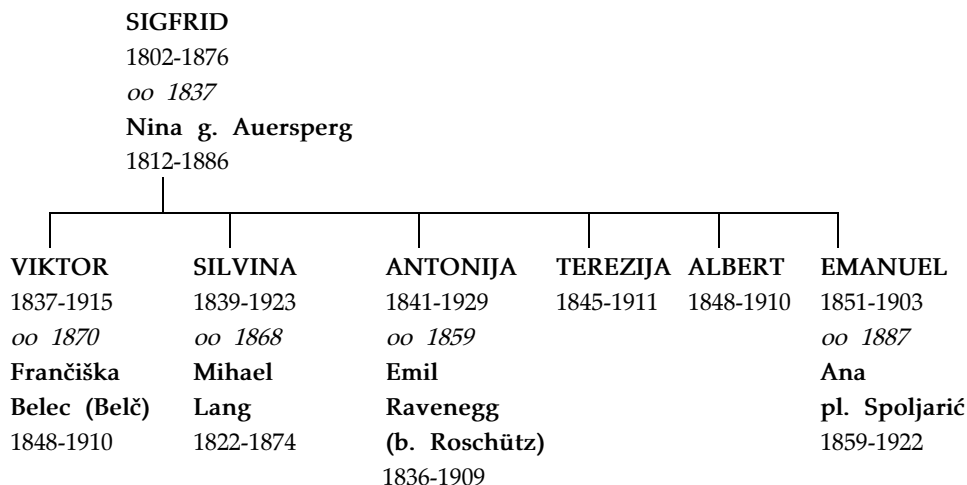 SIGFRID
1802-1876
oo 1837
Nina g. Auersperg
1812-1886
VIKTOR
1837-1915
oo 1870
Frančiška
Belec (Belč)
1848-1910
SILVINA
1839-1923
oo 1868
Mihael
Lang
1822-1874
ANTONIJA
1841-1929
oo 1859
Emil
Ravenegg
(b. Roschütz)
1836-1909
TEREZIJA
1845-1911
ALBERT
1848-1910
EMANUEL
1851-1903
oo 1887
Ana
pl. Spoljarić
1859-1922